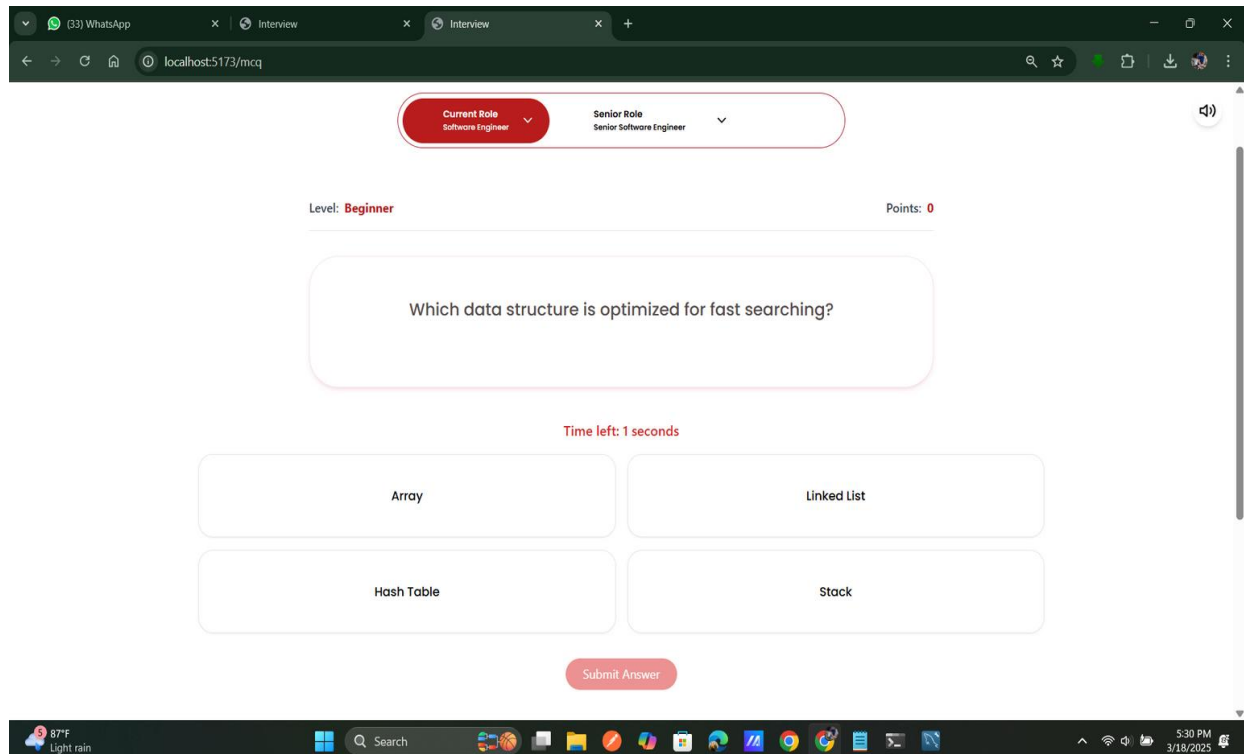 (33) WhatsApp
Interview
Interview
localhost:5173/mcq
Current Role
Software Engineer
Senior Role
Senior Software Engineer
Level: Beginner
Points: 0
Which data structure is optimized for fast searching?
Time left: 1 seconds
Array
Linked List
Hash Table
Stack
Submit Answer
5
87°F
Light rain
Search
5:30 PM
3/18/2025